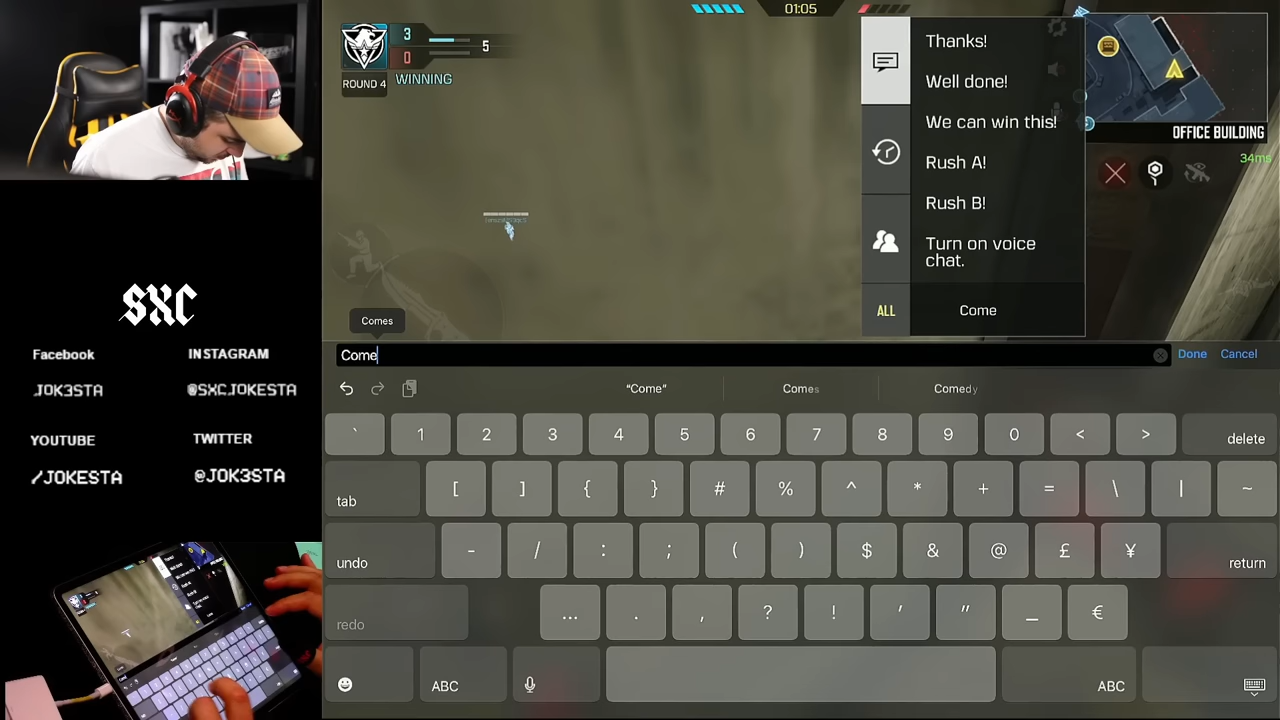 3
0
5
ROUND 4
WINNING
01:05
Thanks!
Well done!
We can win this!
Rush A!
Rush B!
Turn on voice
chat.
ALL
Come
OFFICE BUILDING
34ms
SXC
Facebook
JOK3STA
INSTAGRAM
@SXCJOKESTA
YOUTUBE
/JOKESTA
TWITTER
@JOK3STA
Comes
Come
Done
Cancel
“Come”
Comes
Comedy
` 1 2 3 4 5 6 7 8 9 0 < > delete
tab [ ] { } # % ^ * + = \ | ~
undo - / : ; ( ) $ & @ £ ¥ return
redo ... . , ? ! ' " _ €
ABC
ABC